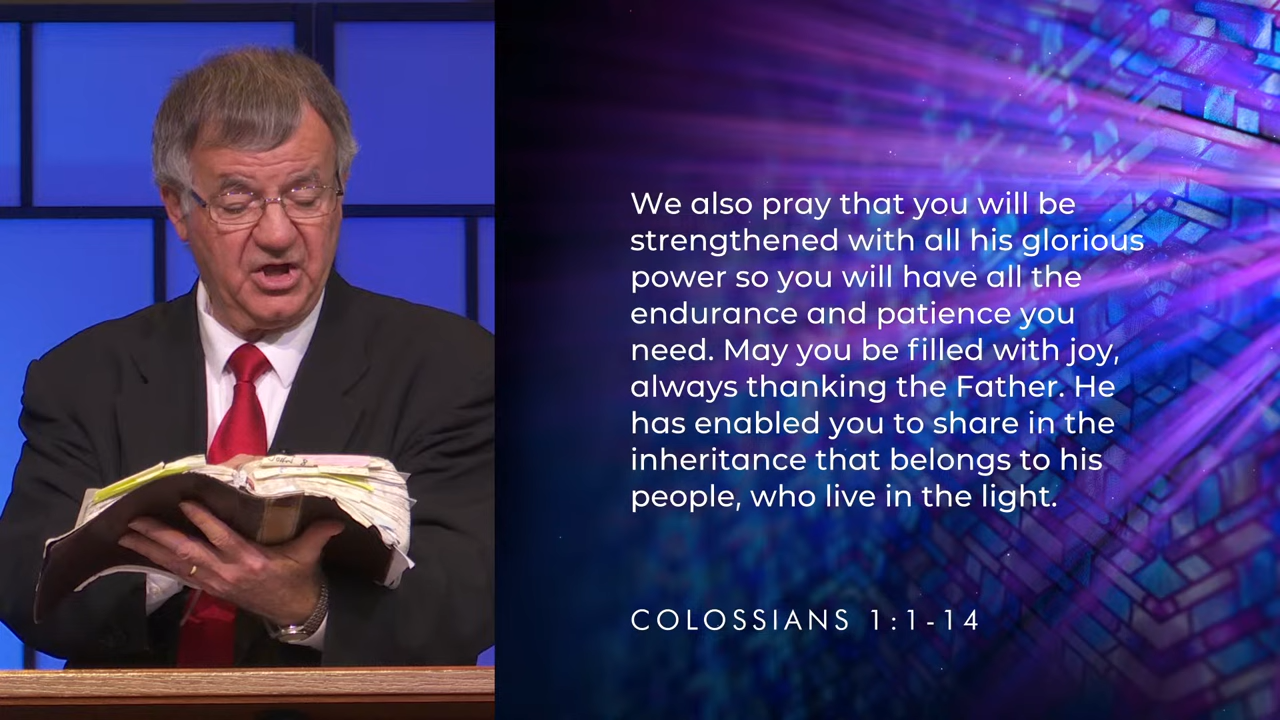 We also pray that you will be
strengthened with all his glorious
power so you will have all the
endurance and patience you
need. May you be filled with joy,
always thanking the Father. He
has enabled you to share in the
inheritance that belongs to his
people, who live in the light.
COLOSSIANS 1:1-14